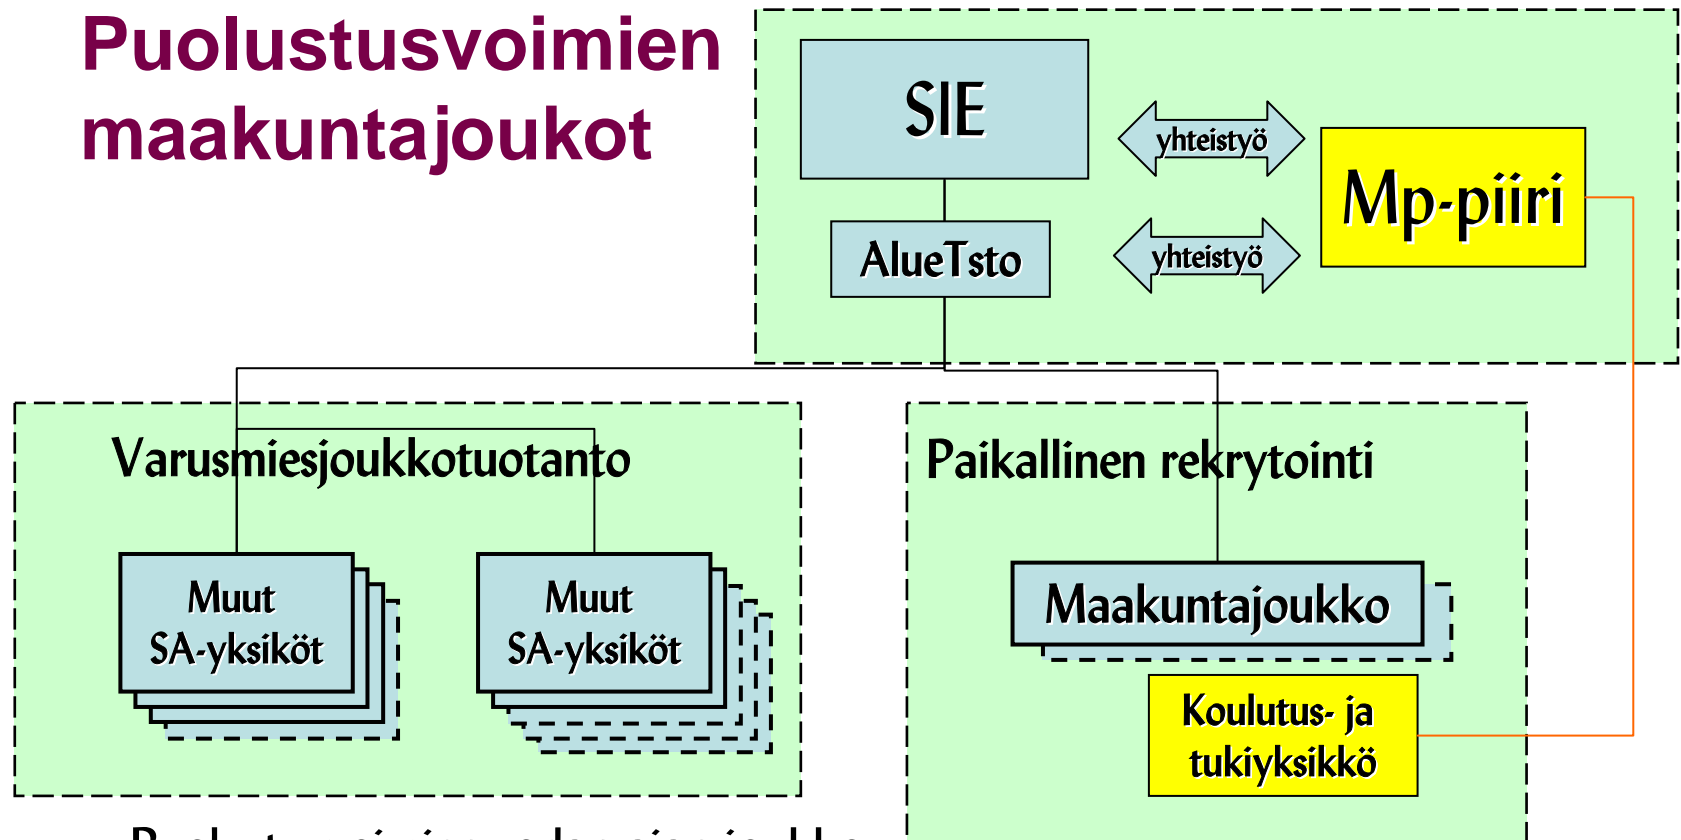 Puolustusvoimien
maakuntajoukot
SIE
yhteistyö
Mp-piiri
AlueTsto
yhteistyö
Varusmiesjoukkotuotanto
Paikallinen rekrytointi
Muut
SA-yksiköt
Muut
SA-yksiköt
Maakuntajoukko
Koulutus- ja
tukiyksikkö